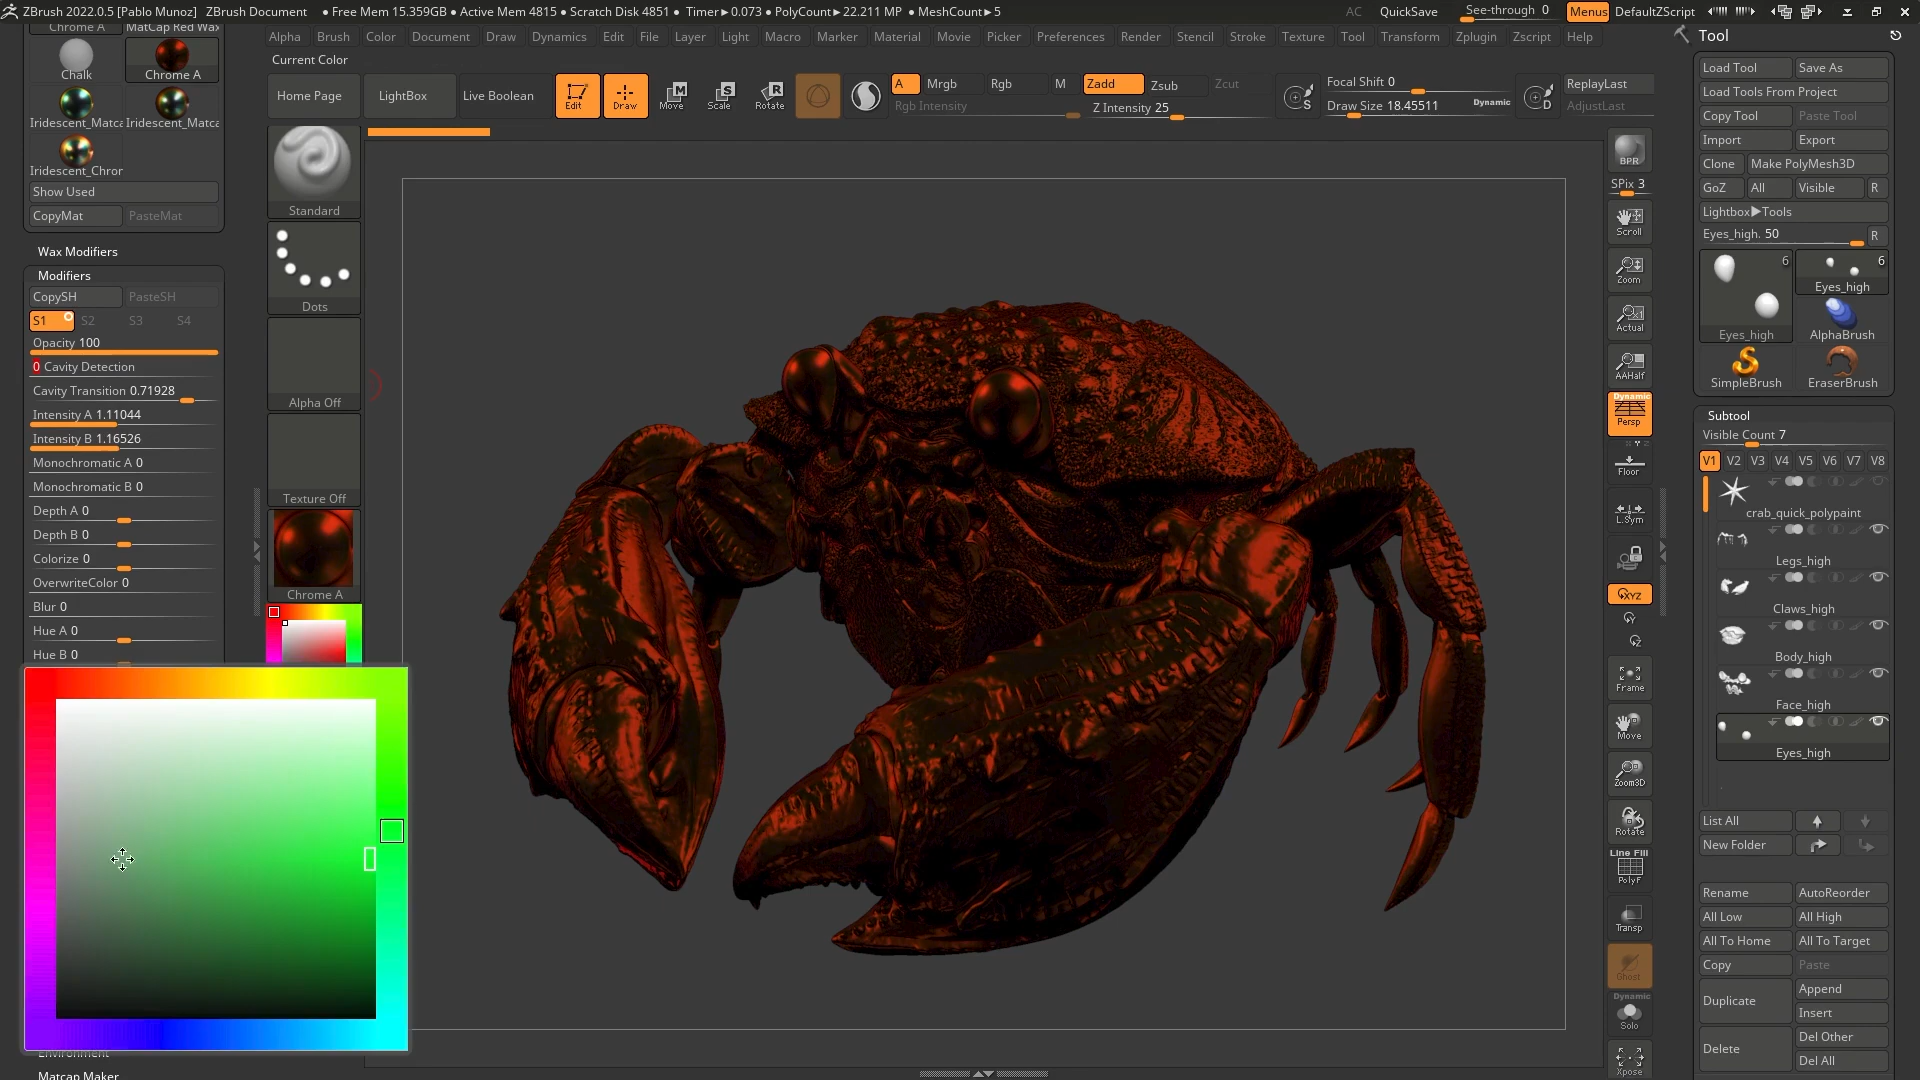 ZBrush 2022.0.5 [Pablo Munoz] ZBrush Document ● Free Mem 15.359GB ● Active Mem 4815 ● Scratch Disk 4851 ● Timer▶0.073 ● PolyCount▶22.211 MP ● MeshCount▶5 AC QuickSave See-through 0 Menus DefaultZScript
Alpha Brush Color Document Draw Dynamics Edit File Layer Light Macro Marker Material Movie Picker Preferences Render Stencil Stroke Texture Tool Transform Zplugin Zscript Help
Current Color
Home Page LightBox Live Boolean Edit Draw Move Scale Rotate
A Mrgb Rgb M Zadd Zsub Zcut
Rgb Intensity Z Intensity 25
Focal Shift 0
Draw Size 18.45511 Dynamic
S D
ReplayLast
AdjustLast
Chrome A MatCap Red Wax
Chalk Chrome A
Iridescent_Matca Iridescent_Matca
Iridescent_Chror
Show Used
CopyMat PasteMat
Wax Modifiers
Modifiers
CopySH PasteSH
S1 S2 S3 S4
Opacity 100
0 Cavity Detection
Cavity Transition 0.71928
Intensity A 1.11044
Intensity B 1.16526
Monochromatic A 0
Monochromatic B 0
Depth A 0
Depth B 0
Colorize 0
OverwriteColor 0
Blur 0
Hue A 0
Hue B 0
Environment
Matcap Maker
Standard
Dots
Alpha Off
Texture Off
Chrome A
BPR
SPix 3
Scroll
Zoom
Actual
AAHalf
Dynamic
Persp
Floor
L.Sym
XYZ
Y
Z
Frame
Move
Zoom3D
Rotate
Line Fill
PolyF
Transp
Ghost
Dynamic
Solo
Xpose
Tool
Load Tool Save As
Load Tools From Project
Copy Tool Paste Tool
Import Export
Clone Make PolyMesh3D
GoZ All Visible R
Lightbox▶Tools
Eyes_high. 50 R
6 6
Eyes_high
Eyes_high AlphaBrush
SimpleBrush EraserBrush
Subtool
Visible Count 7
V1 V2 V3 V4 V5 V6 V7 V8
crab_quick_polypaint
Legs_high
Claws_high
Body_high
Face_high
Eyes_high
List All
New Folder
Rename AutoReorder
All Low All High
All To Home All To Target
Copy Paste
Duplicate Append
Insert
Delete Del Other
Del All